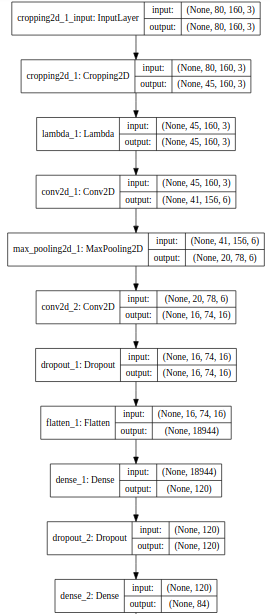 cropping2d_1_input: InputLayer
input: (None, 80, 160, 3)
output: (None, 80, 160, 3)
cropping2d_1: Cropping2D
input: (None, 80, 160, 3)
output: (None, 45, 160, 3)
lambda_1: Lambda
input: (None, 45, 160, 3)
output: (None, 45, 160, 3)
conv2d_1: Conv2D
input: (None, 45, 160, 3)
output: (None, 41, 156, 6)
max_pooling2d_1: MaxPooling2D
input: (None, 41, 156, 6)
output: (None, 20, 78, 6)
conv2d_2: Conv2D
input: (None, 20, 78, 6)
output: (None, 16, 74, 16)
dropout_1: Dropout
input: (None, 16, 74, 16)
output: (None, 16, 74, 16)
flatten_1: Flatten
input: (None, 16, 74, 16)
output: (None, 18944)
dense_1: Dense
input: (None, 18944)
output: (None, 120)
dropout_2: Dropout
input: (None, 120)
output: (None, 120)
dense_2: Dense
input: (None, 120)
output: (None, 84)